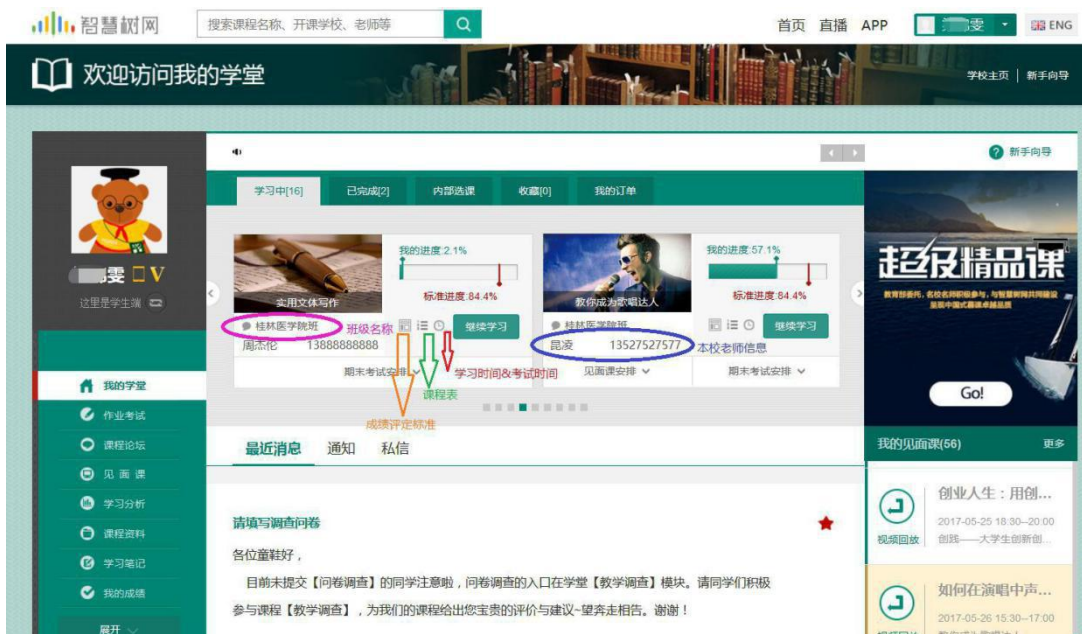 智慧树网
搜索课程名称、开课学校、老师等
首页 直播 APP
雯
ENG
欢迎访问我的学堂
学校主页 | 新手向导
新手向导
学习中[16] 已完成[2] 内部选课 收藏[0] 我的订单
雯 V
这里是学生端
实用文体写作
我的进度:2.1%
标准进度:84.4%
桂林医学院班 班级名称
继续学习
周杰伦 13888888888
期末考试安排
教你成为歌唱达人
我的进度:57.1%
标准进度:84.4%
桂林医学院班
继续学习
昆凌 13527527577 本校老师信息
见面课安排 期末考试安排
学习时间&考试时间
课程表
成绩评定标准
超级精品课
Go!
我的学堂
作业考试
课程论坛
见面课
学习分析
课程资料
学习笔记
我的成绩
展开
最近消息 通知 私信
请填写调查问卷
各位童鞋好，
目前未提交【问卷调查】的同学注意啦，问卷调查的入口在学堂【教学调查】模块。请同学们积极
参与课程【教学调查】，为我们的课程给出您宝贵的评价与建议~望奔走相告。谢谢！
我的见面课(56) 更多
创业人生：用创...
2017-05-25 18:30--20:00
视频回放 创践——大学生创新创...
如何在演唱中声...
2017-05-26 15:30--17:00